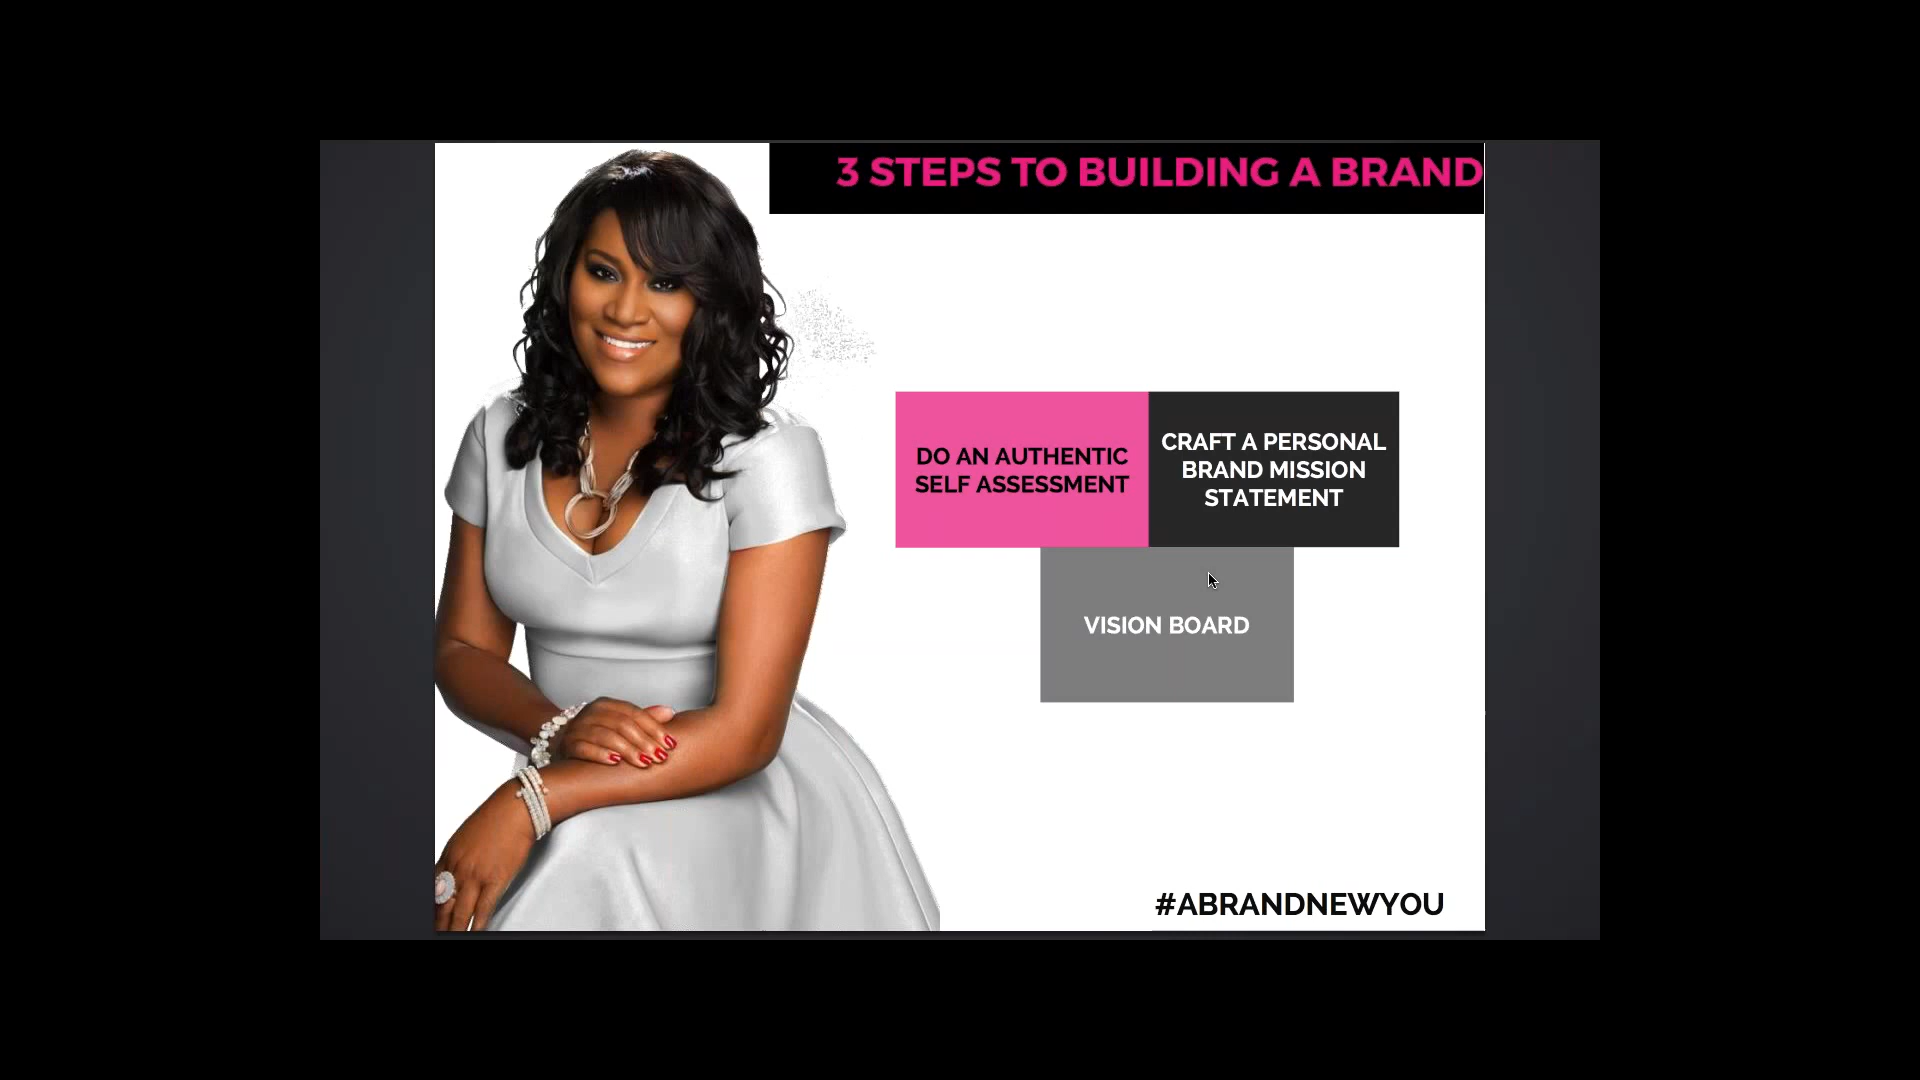 3 STEPS TO BUILDING A BRAND
DO AN AUTHENTIC
SELF ASSESSMENT
CRAFT A PERSONAL
BRAND MISSION
STATEMENT
VISION BOARD
#ABRANDNEWYOU